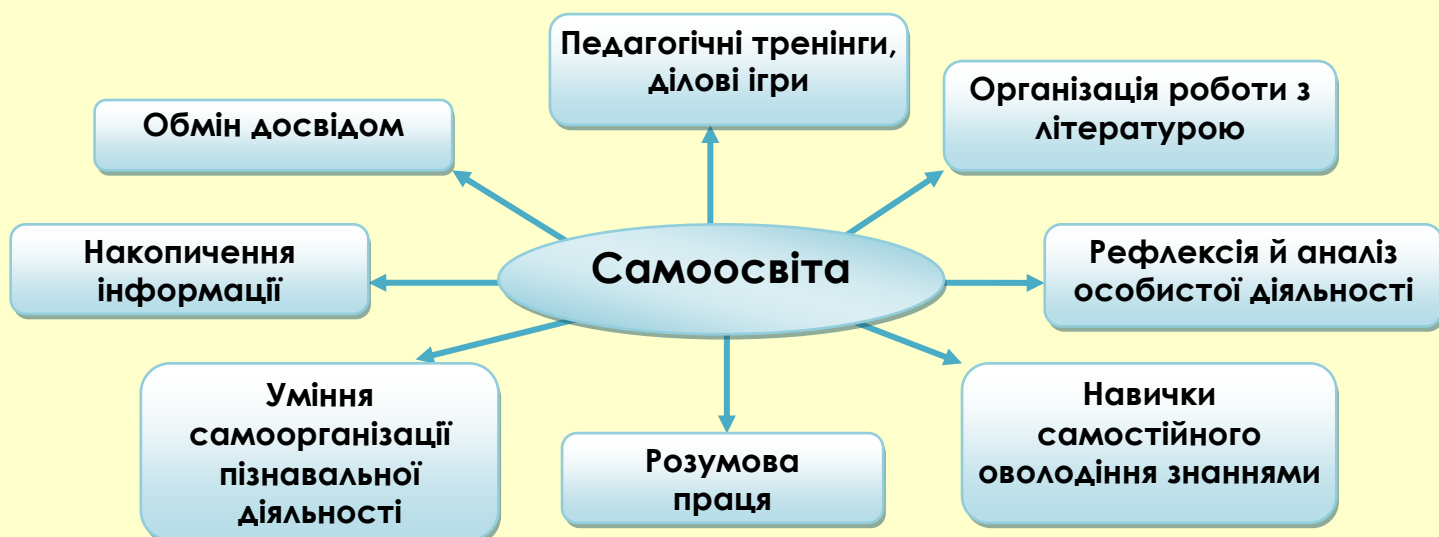 Педагогічні тренінги,
ділові ігри
Організація роботи з
літературою
Обмін досвідом
Накопичення
інформації
Самоосвіта
Рефлексія й аналіз
особистої діяльності
Уміння
самоорганізації
пізнавальної
діяльності
Розумова
праця
Навички
самостійного
оволодіння знаннями